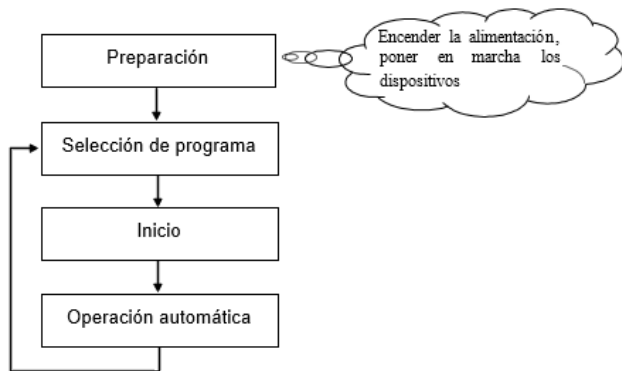 Preparación
Encender la alimentación,
poner en marcha los
dispositivos
Selección de programa
Inicio
Operación automática